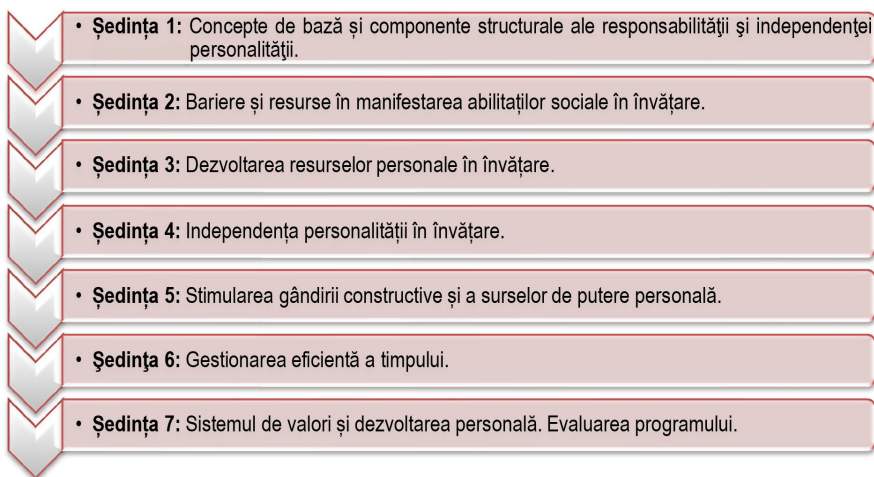 • Ședința 1: Concepte de bază și componente structurale ale responsabilităţii şi independenţei
personalităţii.
• Ședința 2: Bariere și resurse în manifestarea abilitaților sociale în învățare.
• Ședința 3: Dezvoltarea resurselor personale în învățare.
• Ședința 4: Independența personalității în învățare.
• Ședința 5: Stimularea gândirii constructive și a surselor de putere personală.
• Şedinţa 6: Gestionarea eficientă a timpului.
• Ședința 7: Sistemul de valori și dezvoltarea personală. Evaluarea programului.